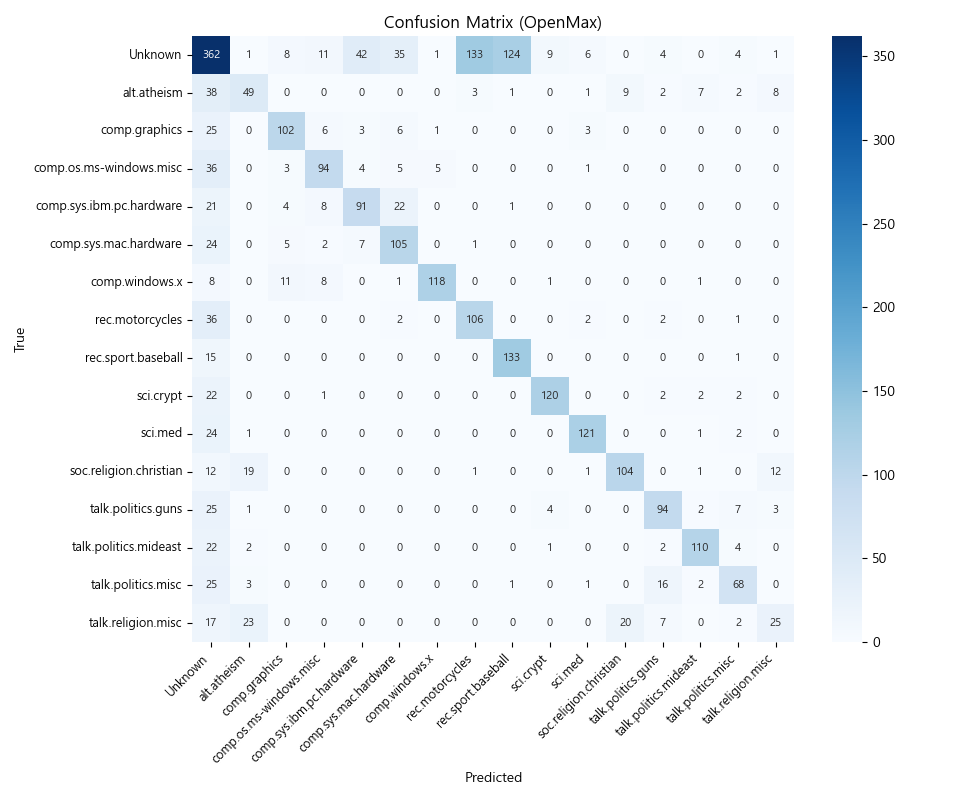 Confusion Matrix (OpenMax)
Unknown 362 1 8 11 42 35 1 133 124 9 6 0 4 0 4 1
alt.atheism 38 49 0 0 0 0 0 3 1 0 1 9 2 7 2 8
comp.graphics 25 0 102 6 3 6 1 0 0 0 3 0 0 0 0 0
comp.os.ms-windows.misc 36 0 3 94 4 5 5 0 0 0 1 0 0 0 0 0
comp.sys.ibm.pc.hardware 21 0 4 8 91 22 0 0 1 0 0 0 0 0 0 0
comp.sys.mac.hardware 24 0 5 2 7 105 0 1 0 0 0 0 0 0 0 0
comp.windows.x 8 0 11 8 0 1 118 0 0 1 0 0 0 1 0 0
rec.motorcycles 36 0 0 0 0 2 0 106 0 0 2 0 2 0 1 0
rec.sport.baseball 15 0 0 0 0 0 0 0 133 0 0 0 0 0 1 0
sci.crypt 22 0 0 1 0 0 0 0 0 120 0 0 2 2 2 0
sci.med 24 1 0 0 0 0 0 0 0 0 121 0 0 1 2 0
soc.religion.christian 12 19 0 0 0 0 0 1 0 0 1 104 0 1 0 12
talk.politics.guns 25 1 0 0 0 0 0 0 0 4 0 0 94 2 7 3
talk.politics.mideast 22 2 0 0 0 0 0 0 0 1 0 0 2 110 4 0
talk.politics.misc 25 3 0 0 0 0 0 0 1 0 1 0 16 2 68 0
talk.religion.misc 17 23 0 0 0 0 0 0 0 0 0 20 7 0 2 25
True
Unknown
alt.atheism
comp.graphics
comp.os.ms-windows.misc
comp.sys.ibm.pc.hardware
comp.sys.mac.hardware
comp.windows.x
rec.motorcycles
rec.sport.baseball
sci.crypt
sci.med
soc.religion.christian
talk.politics.guns
talk.politics.mideast
talk.politics.misc
talk.religion.misc
Predicted
350
300
250
200
150
100
50
0